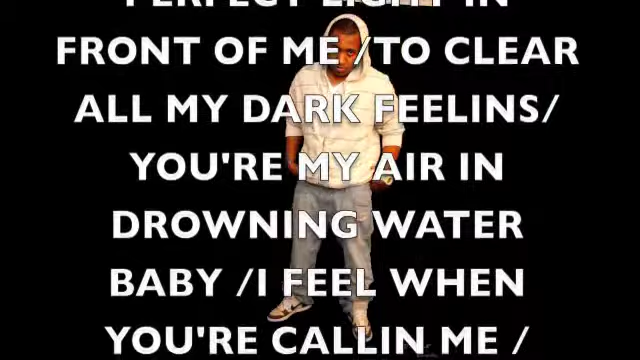 PERFECT LIGHT IN
FRONT OF ME /TO CLEAR
ALL MY DARK FEELINS/
YOU'RE MY AIR IN
DROWNING WATER
BABY /I FEEL WHEN
YOU'RE CALLIN ME /